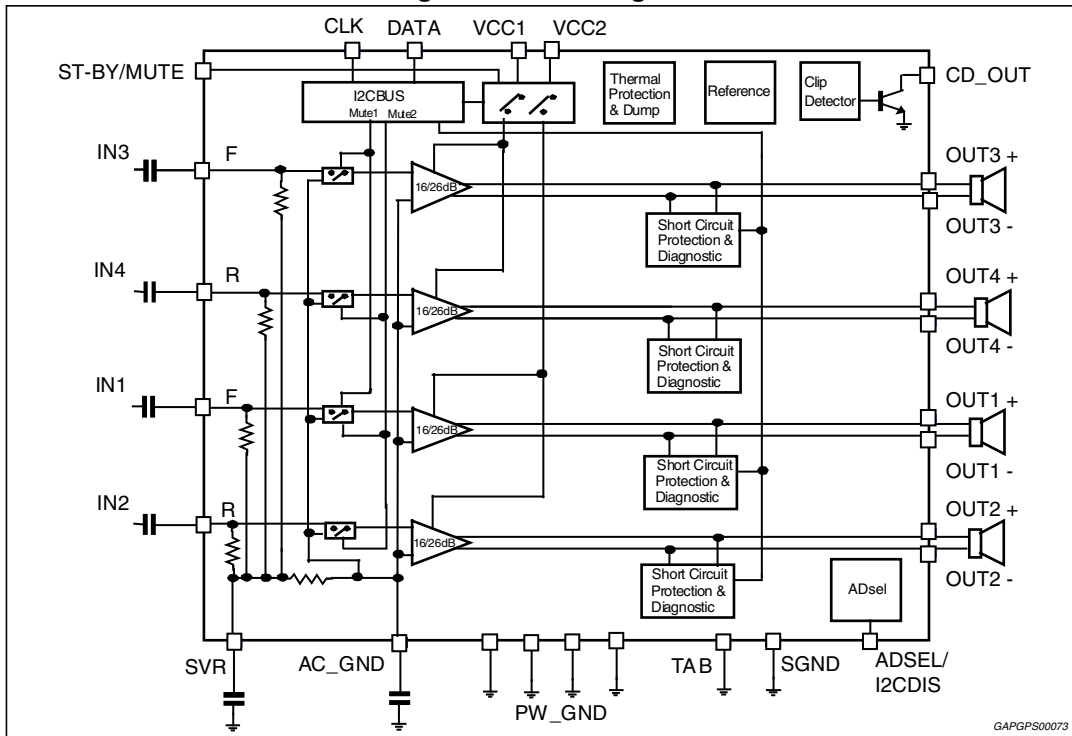 CLK
DATA
VCC1
VCC2
ST-BY/MUTE
I2CBUS
Mute1
Mute2
Thermal
Protection
& Dump
Reference
Clip
Detector
CD_OUT
IN3
F
16/26dB
OUT3 +
OUT3 -
Short Circuit
Protection &
Diagnostic
IN4
R
16/26dB
OUT4 +
OUT4 -
Short Circuit
Protection &
Diagnostic
IN1
F
16/26dB
OUT1 +
OUT1 -
Short Circuit
Protection &
Diagnostic
IN2
R
16/26dB
OUT2 +
OUT2 -
Short Circuit
Protection &
Diagnostic
ADsel
SVR
AC_GND
PW_GND
TAB
SGND
ADSEL/
I2CDIS
GAPGPS00073